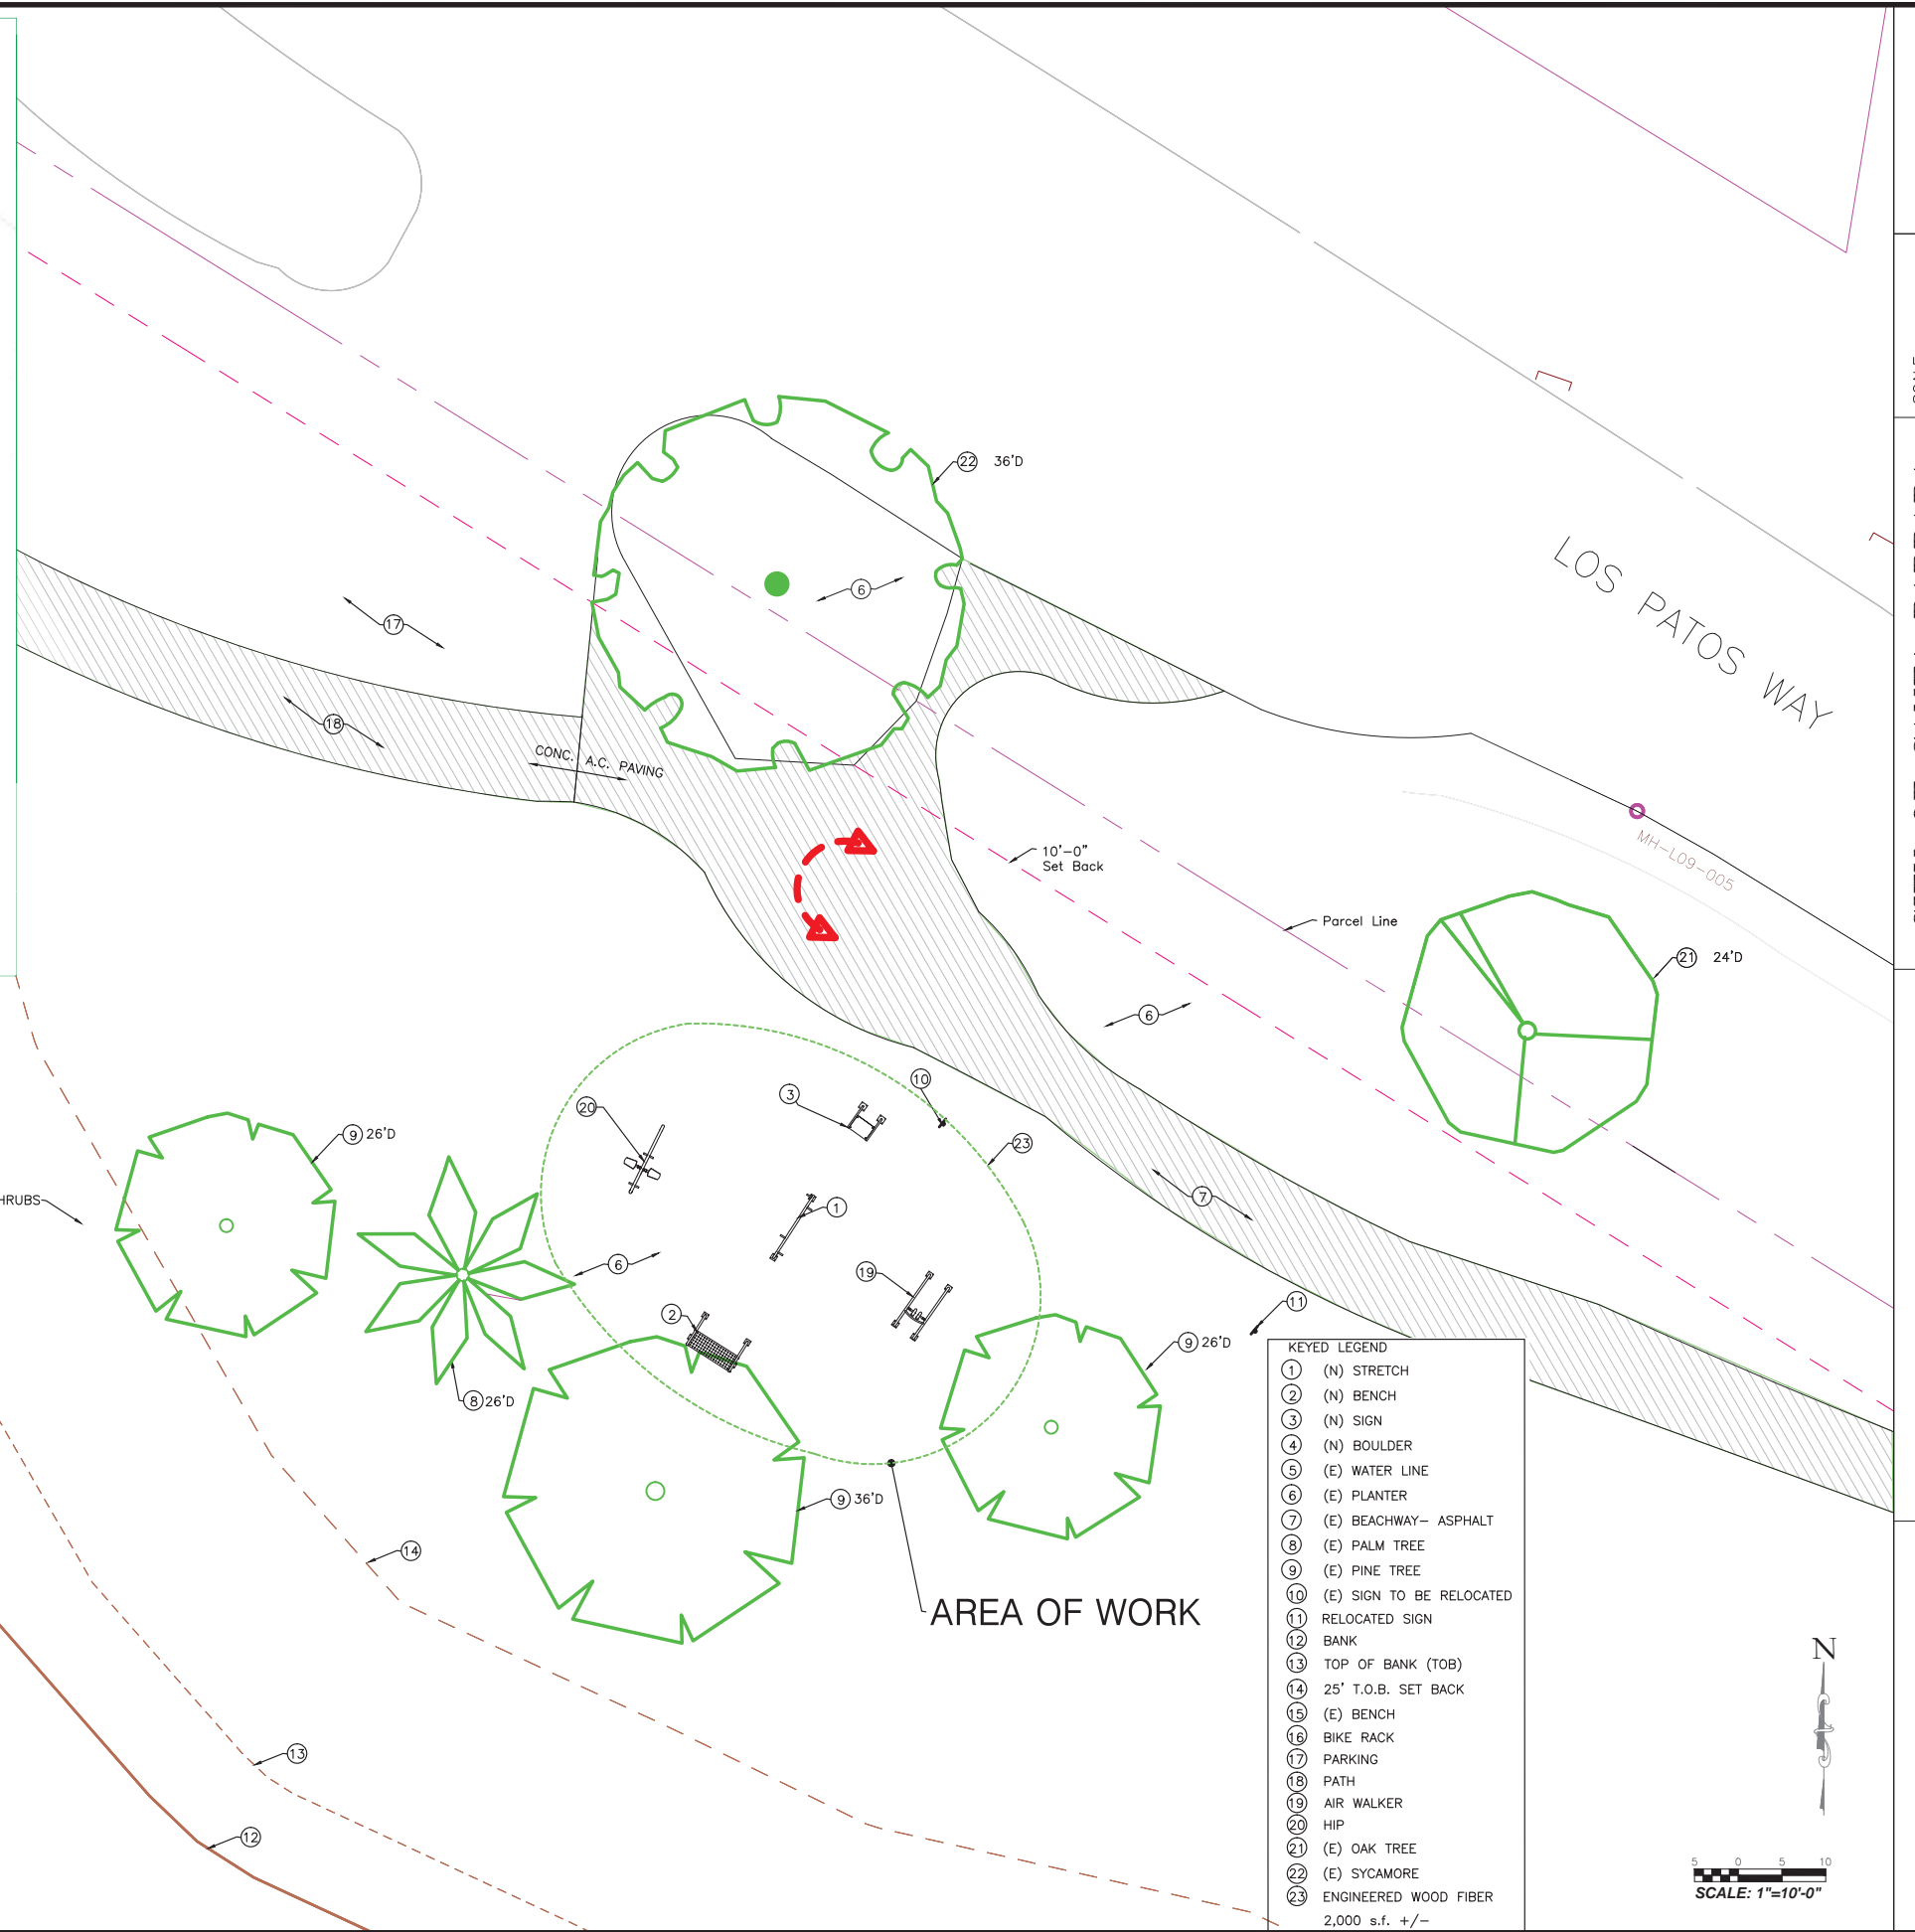 22 36'D
6
LOS PATOS WAY
17
18
CONC. A.C. PAVING
MH-L09-005
10'-0"
Set Back
Parcel Line
21 24'D
6
10
3
20
23
9 26'D
7
HRUBS
1
6
19
2
11
9 26'D
8 26'D
9 36'D
14
AREA OF WORK
13
12
KEYED LEGEND
1 (N) STRETCH
2 (N) BENCH
3 (N) SIGN
4 (N) BOULDER
5 (E) WATER LINE
6 (E) PLANTER
7 (E) BEACHWAY- ASPHALT
8 (E) PALM TREE
9 (E) PINE TREE
10 (E) SIGN TO BE RELOCATED
11 RELOCATED SIGN
12 BANK
13 TOP OF BANK (TOB)
14 25' T.O.B. SET BACK
15 (E) BENCH
16 BIKE RACK
17 PARKING
18 PATH
19 AIR WALKER
20 HIP
21 (E) OAK TREE
22 (E) SYCAMORE
23 ENGINEERED WOOD FIBER
2,000 s.f. +/-
N
5 0 5 10
SCALE: 1"=10'-0"